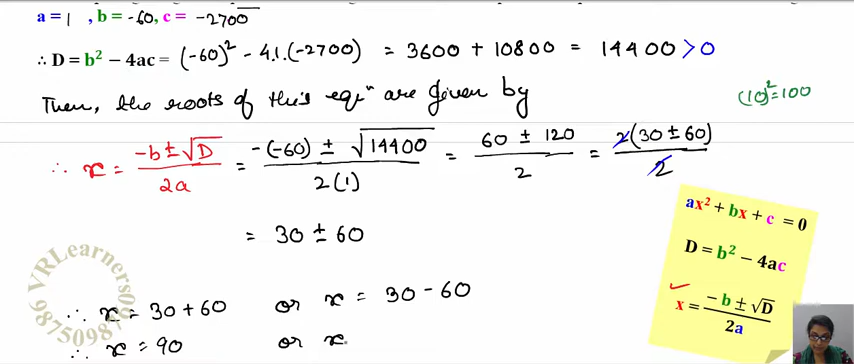 a = 1 , b = -60, c = -2700
∴ D = b² − 4ac = (-60)² - 4.1.(-2700) = 3600 + 10800 = 14400 > 0
Then, the roots of this equⁿ are given by
(10)² = 100
∴ x = (-b ± √D) / 2a = (-(-60) ± √14400) / 2(1) = (60 ± 120) / 2 = 2(30 ± 60) / 2
= 30 ± 60
∴ x = 30 + 60 or x = 30 - 60
∴ x = 90 or x
ax² + bx + c = 0
D = b² − 4ac
✓ x = (−b ± √D) / 2a
VRLearners